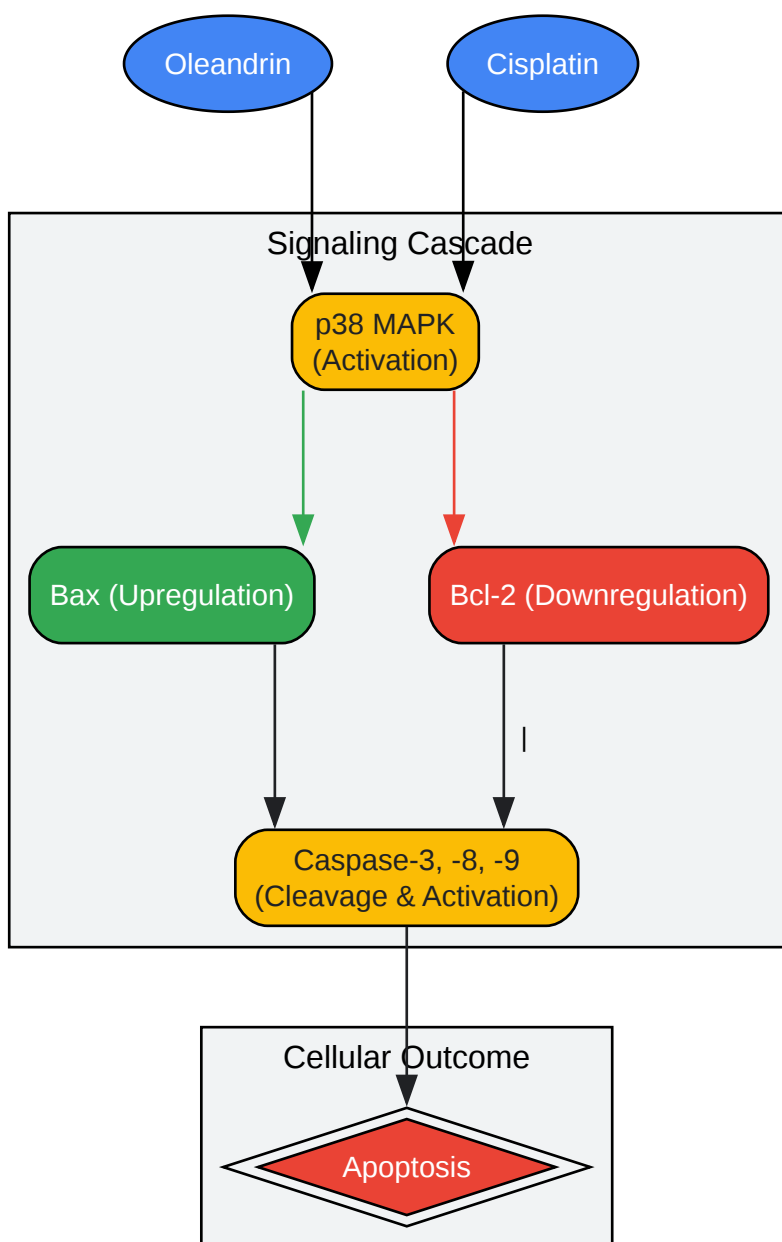 Oleandrin
Cisplatin
Signaling Cascade
p38 MAPK
(Activation)
Bax (Upregulation)
Bcl-2 (Downregulation)
|
Caspase-3, -8, -9
(Cleavage & Activation)
Cellular Outcome
Apoptosis